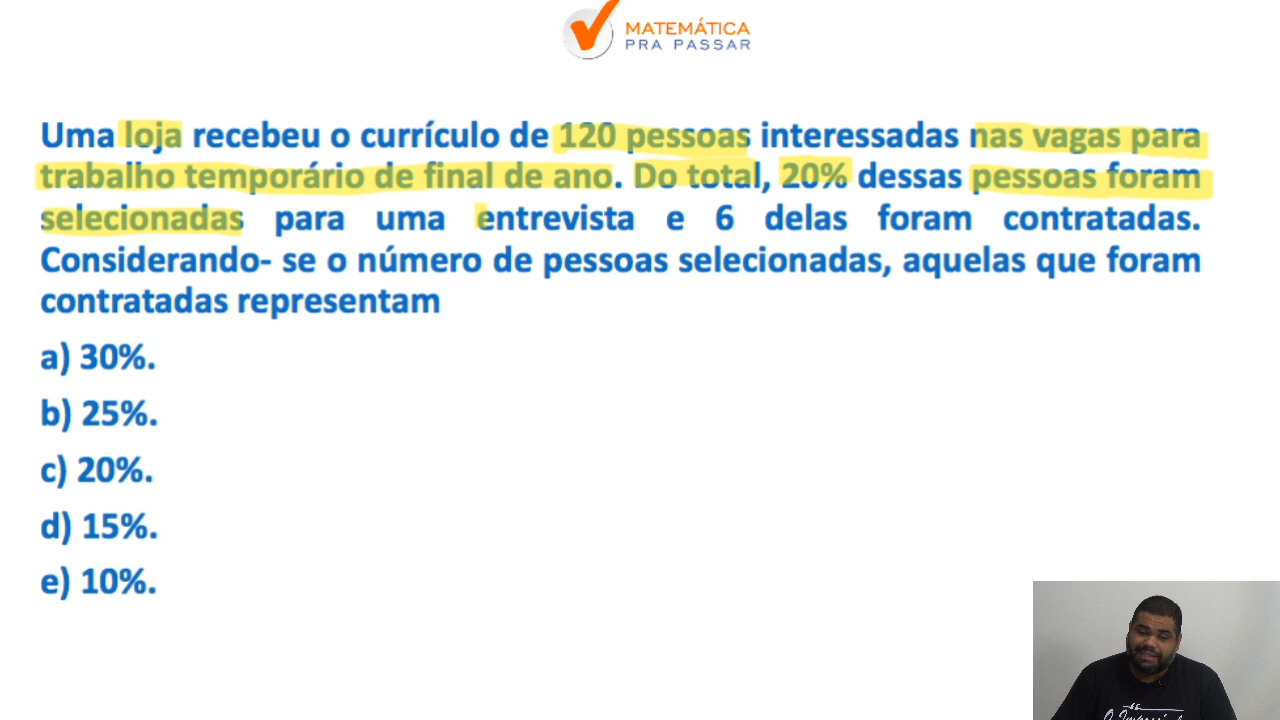 MATEMÁTICA
PRA PASSAR
Uma loja recebeu o currículo de 120 pessoas interessadas nas vagas para
trabalho temporário de final de ano. Do total, 20% dessas pessoas foram
selecionadas para uma entrevista e 6 delas foram contratadas.
Considerando- se o número de pessoas selecionadas, aquelas que foram
contratadas representam
a) 30%.
b) 25%.
c) 20%.
d) 15%.
e) 10%.